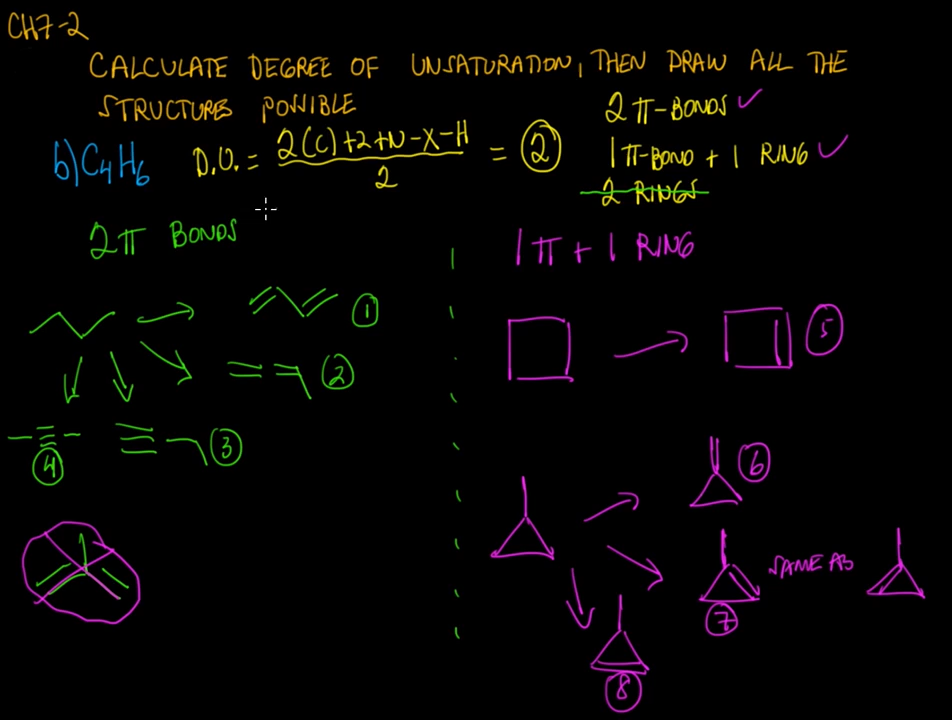 CH7-2
CALCULATE DEGREE OF UNSATURATION, THEN DRAW ALL THE
STRUCTURES POSSIBLE
b) C₄H₆
D.U. = 2(C)+2+N-X-H / 2 = 2
2 π-BONDS ✓
1 π-BOND + 1 RING ✓
2 RINGS
2π BONDS
1 π + 1 RING
1
2
3
4
5
6
7
SAME AS
8